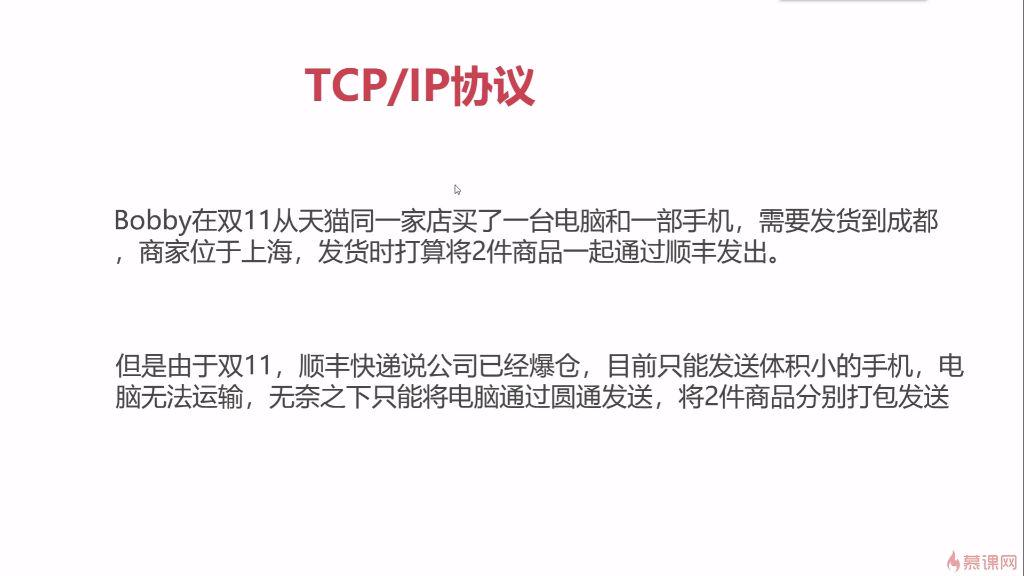 TCP/IP协议
Bobby在双11从天猫同一家店买了一台电脑和一部手机，需要发货到成都
，商家位于上海，发货时打算将2件商品一起通过顺丰发出。
但是由于双11，顺丰快递说公司已经爆仓，目前只能发送体积小的手机，电
脑无法运输，无奈之下只能将电脑通过圆通发送，将2件商品分别打包发送
慕课网